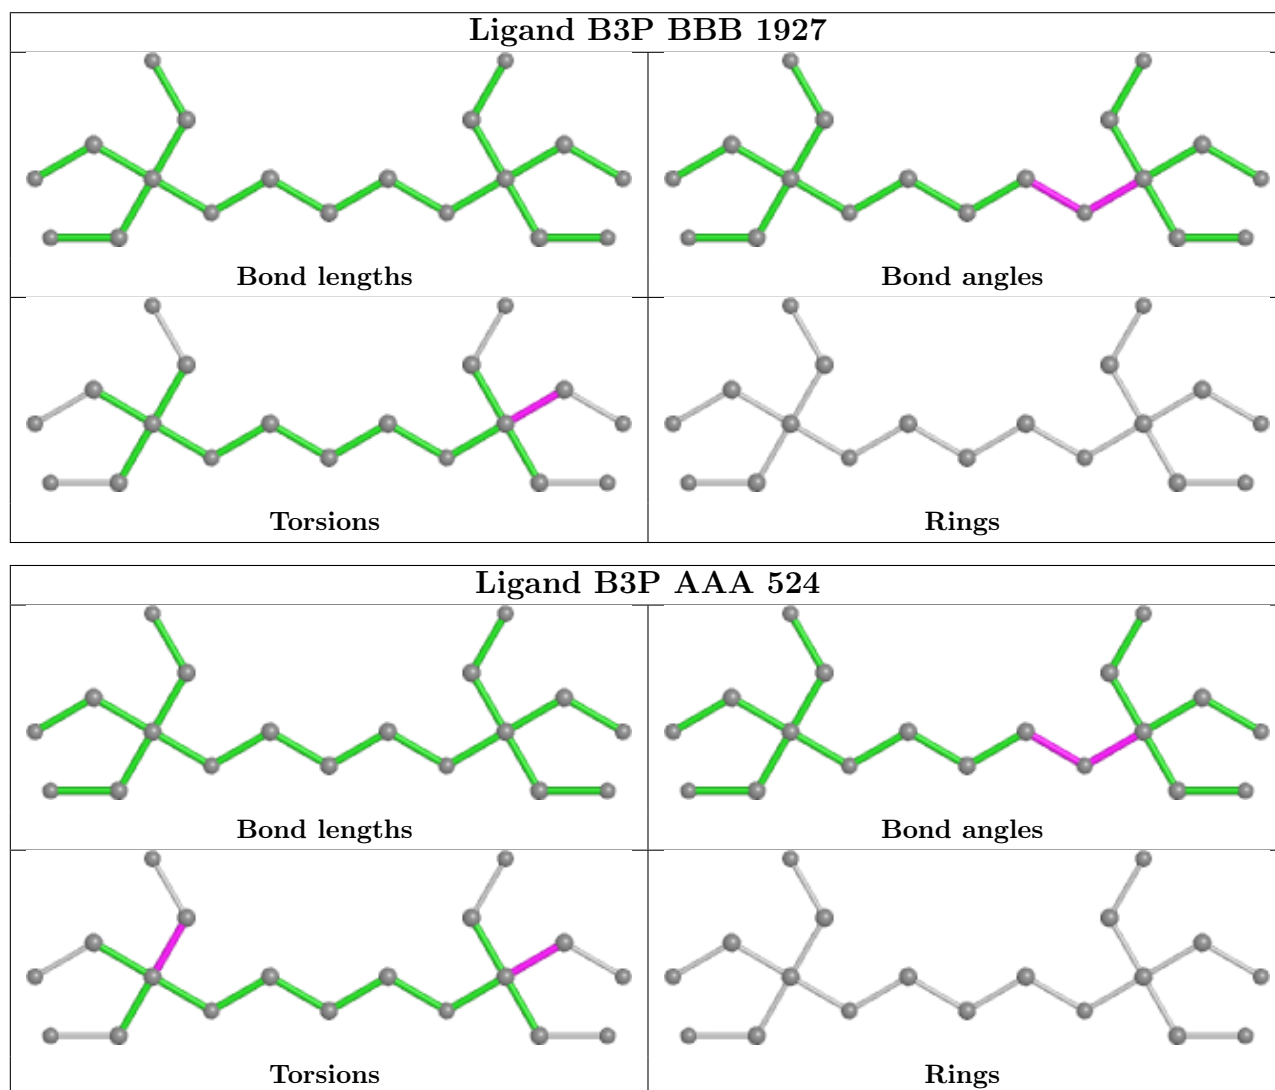 Ligand B3P BBB 1927
Bond lengths
Bond angles
Torsions
Rings
Ligand B3P AAA 524
Bond lengths
Bond angles
Torsions
Rings